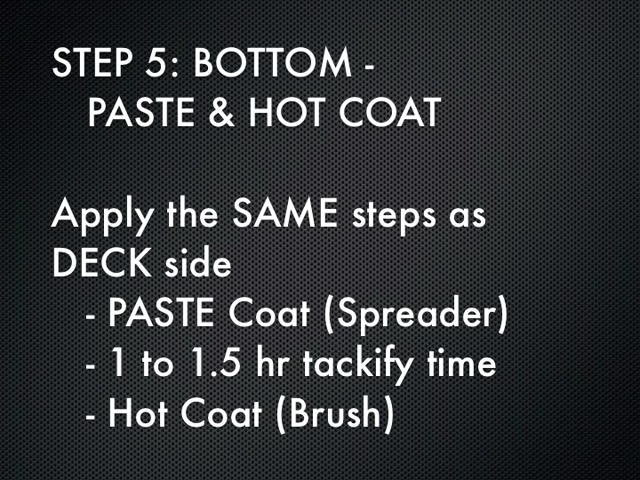 STEP 5: BOTTOM -
PASTE & HOT COAT
Apply the SAME steps as
DECK side
- PASTE Coat (Spreader)
- 1 to 1.5 hr tackify time
- Hot Coat (Brush)